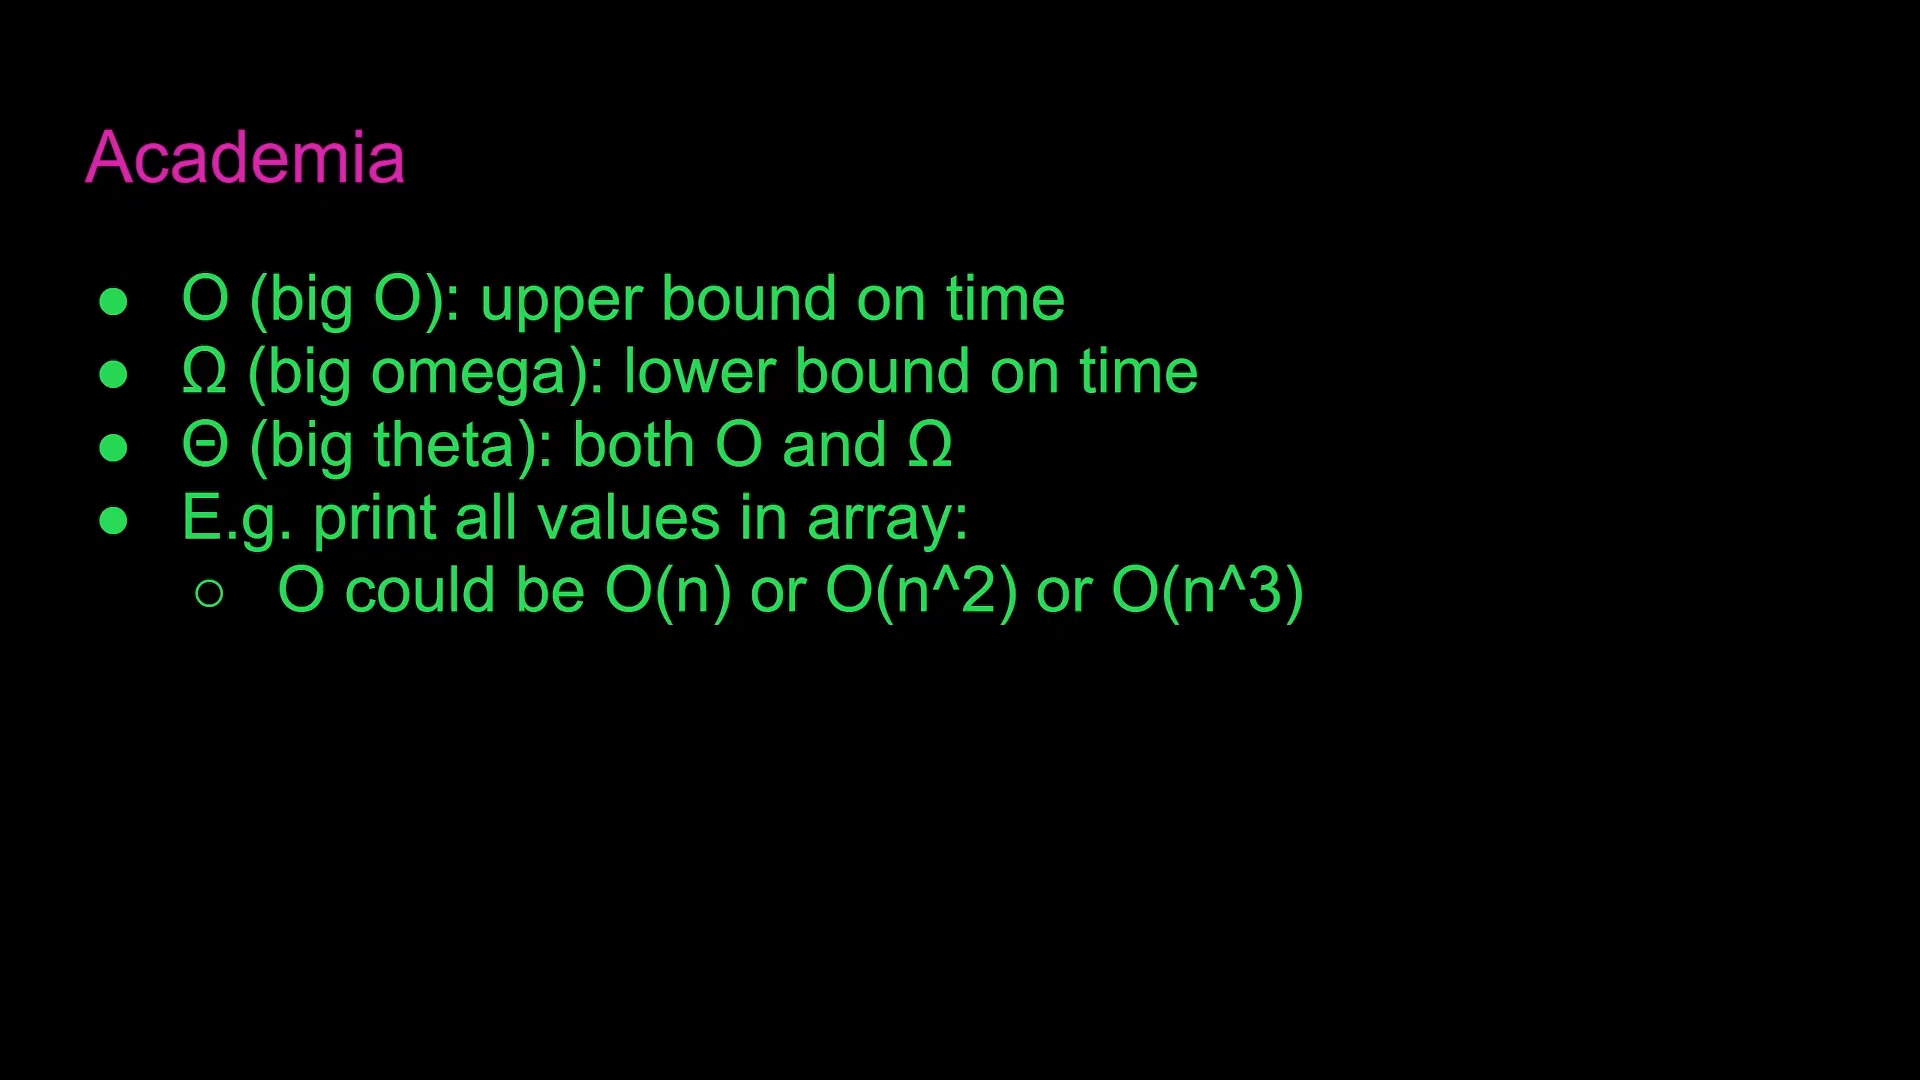 Academia
● O (big O): upper bound on time
● Ω (big omega): lower bound on time
● Θ (big theta): both O and Ω
● E.g. print all values in array:
○ O could be O(n) or O(n^2) or O(n^3)